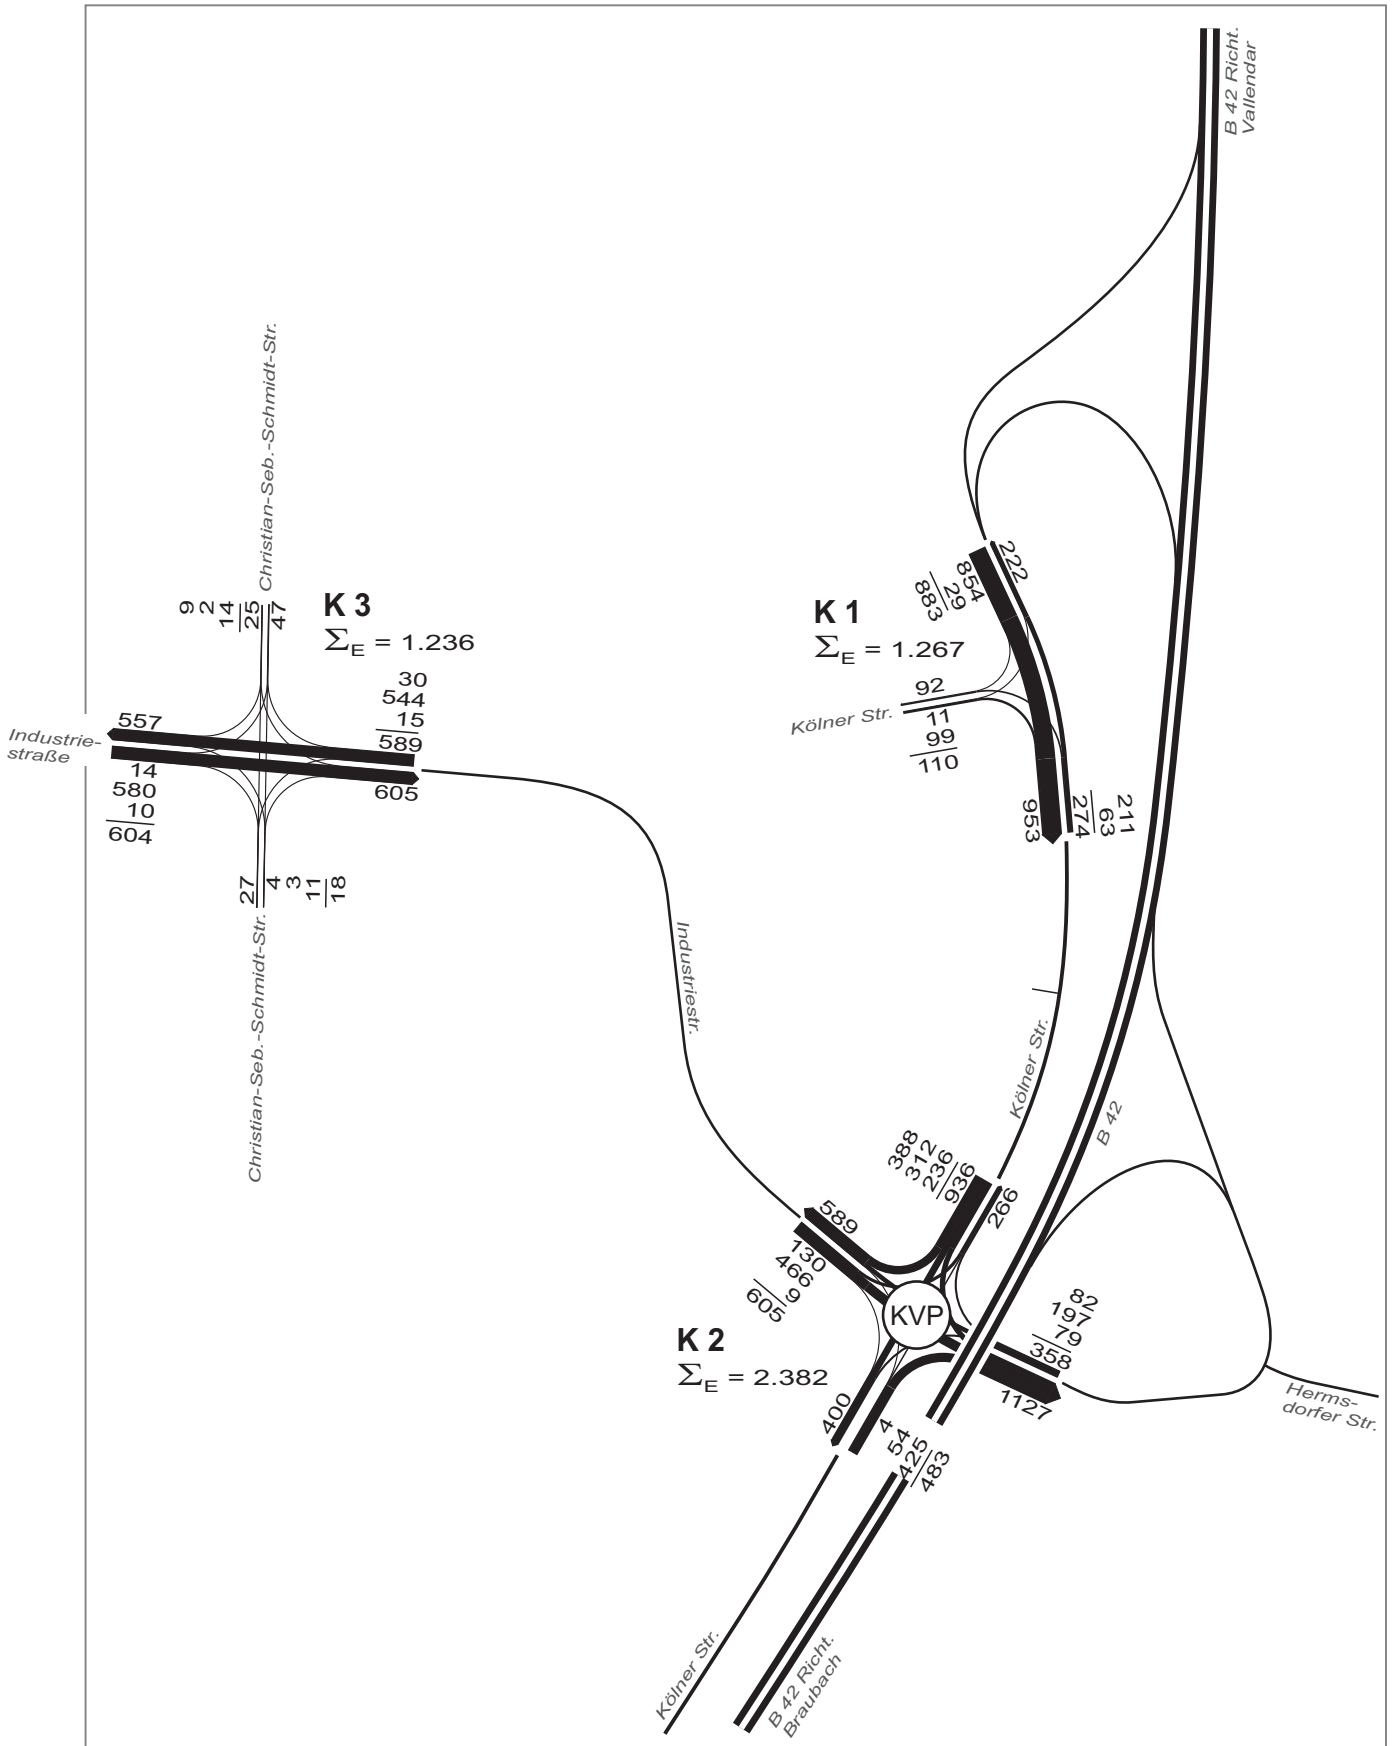 B 42 Richt.
Vallendar
Christian-Seb.-Schmidt-Str.
9
2
14
25
47
K 3
ΣE = 1.236
30
544
15
589
557
Industrie-
straße
14
580
10
604
605
27
4
3
11
18
Christian-Seb.-Schmidt-Str.
222
854
29
883
K 1
ΣE = 1.267
92
Kölner Str.
11
99
110
953
274
63
211
Industriestr.
Kölner Str.
B 42
388
312
236
936
266
589
130
466
9
605
KVP
K 2
ΣE = 2.382
82
197
79
358
1127
Herms-
dorfer Str.
400
4
54
425
483
Kölner Str.
B 42 Richt.
Braubach